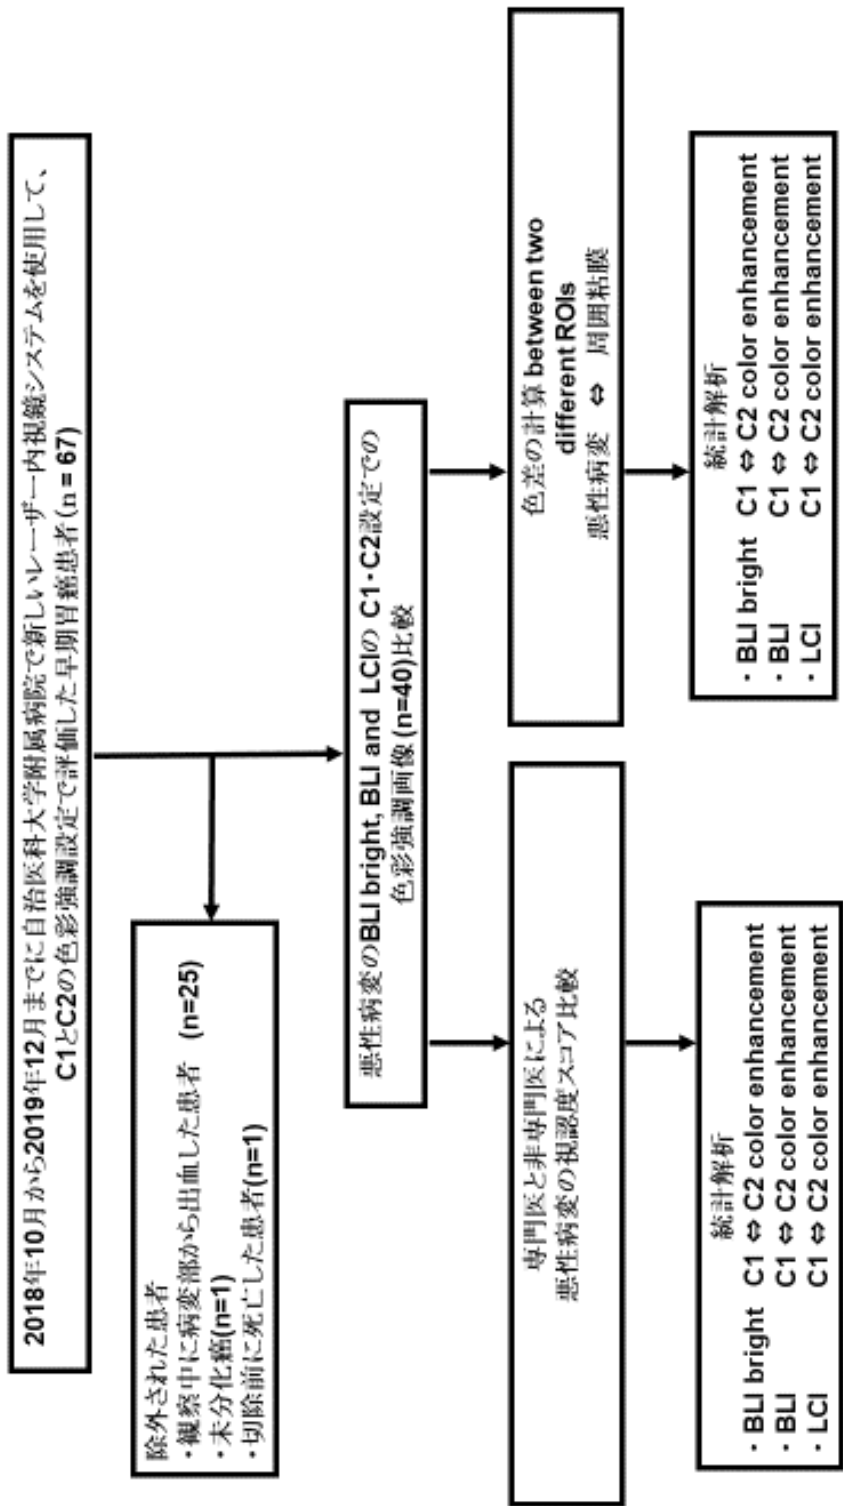 2018年10月から2019年12月までに自治医科大学附属病院で新しいレーザー内視鏡システムを使用して、
C1とC2の色彩強調設定で評価した早期胃癌患者(n = 67)
除外された患者
・観察中に病変部から出血した患者 (n=25)
・未分化癌(n=1)
・切除前に死亡した患者(n=1)
悪性病変のBLI bright, BLI and LCIの C1・C2設定での
色彩強調画像(n=40)比較
専門医と非専門医による
悪性病変の視認度スコア比較
色差の計算 between two
different ROIs
悪性病変 ⇔ 周囲粘膜
統計解析
・BLI bright C1 ⇔ C2 color enhancement
・BLI C1 ⇔ C2 color enhancement
・LCI C1 ⇔ C2 color enhancement
統計解析
・BLI bright C1 ⇔ C2 color enhancement
・BLI C1 ⇔ C2 color enhancement
・LCI C1 ⇔ C2 color enhancement